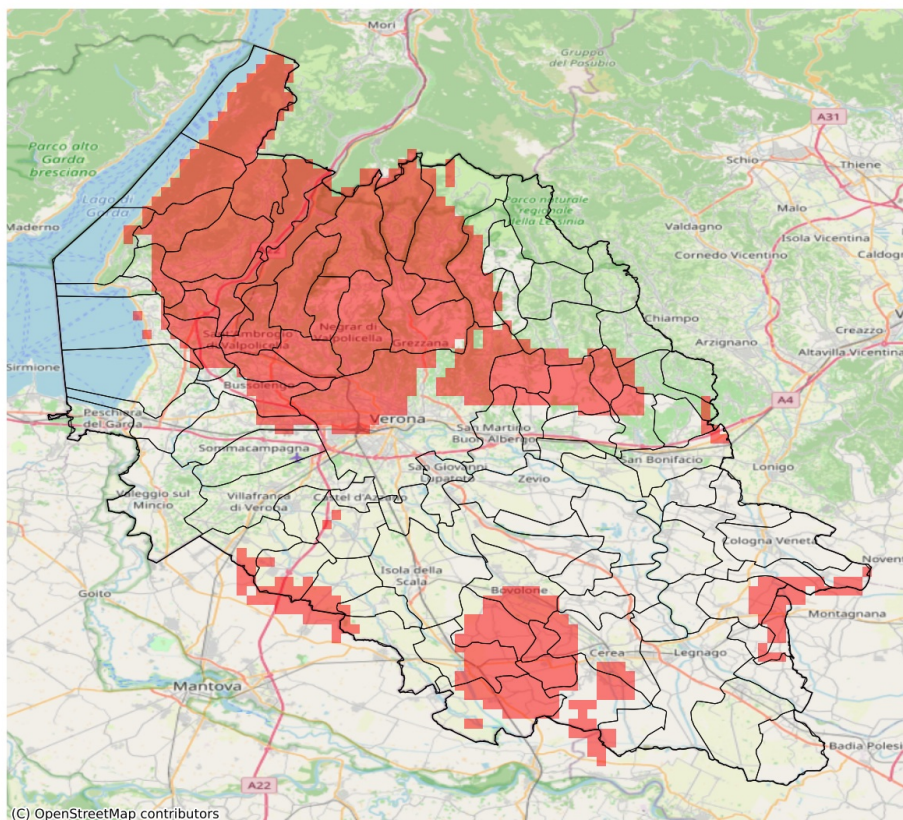 Mori
Gruppo
del Pasubio
A31
Parco alto
Garda
bresciano
Schio
Thiene
Lago di
Garda
Parco naturale
regionale
della Lessinia
Malo
Maderno
Valdagno
Isola Vicentina
Cornedo Vicentino
Caldogn
Chiampo
Sant'Ambrogio
di Valpolicella
Negrar di
Valpolicella
Grezzana
Arzignano
Creazzo
Altavilla Vicentina
Sirmione
Bussolengo
A4
Peschiera
del Garda
Verona
San Martino
Buon Albergo
Sommacampagna
San Bonifacio
Lonigo
San Giovanni
Lupatoto
Zevio
Valeggio sul
Mincio
Villafranca
di Verona
Castel d'Azzano
Cologna Veneta
Novent
Isola della
Scala
Goito
Bovolone
Montagnana
Cerea
Legnago
Mantova
Badia Polesi
A22
(C) OpenStreetMap contributors